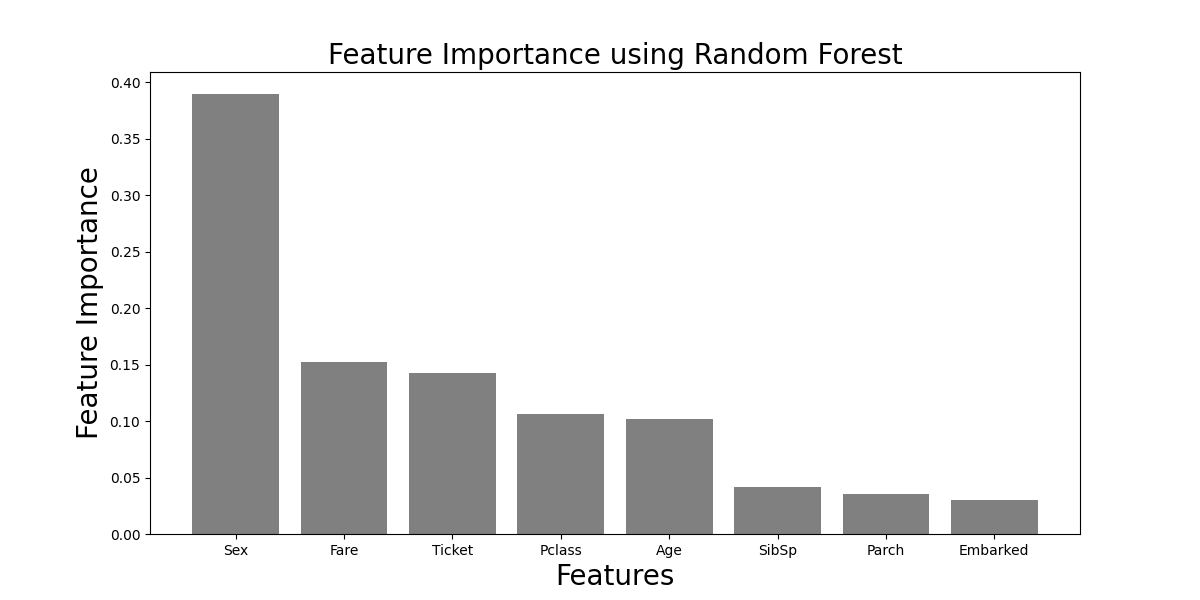 Feature Importance using Random Forest
Feature Importance
0.40
0.35
0.30
0.25
0.20
0.15
0.10
0.05
0.00
Sex Fare Ticket Pclass Age SibSp Parch Embarked
Features